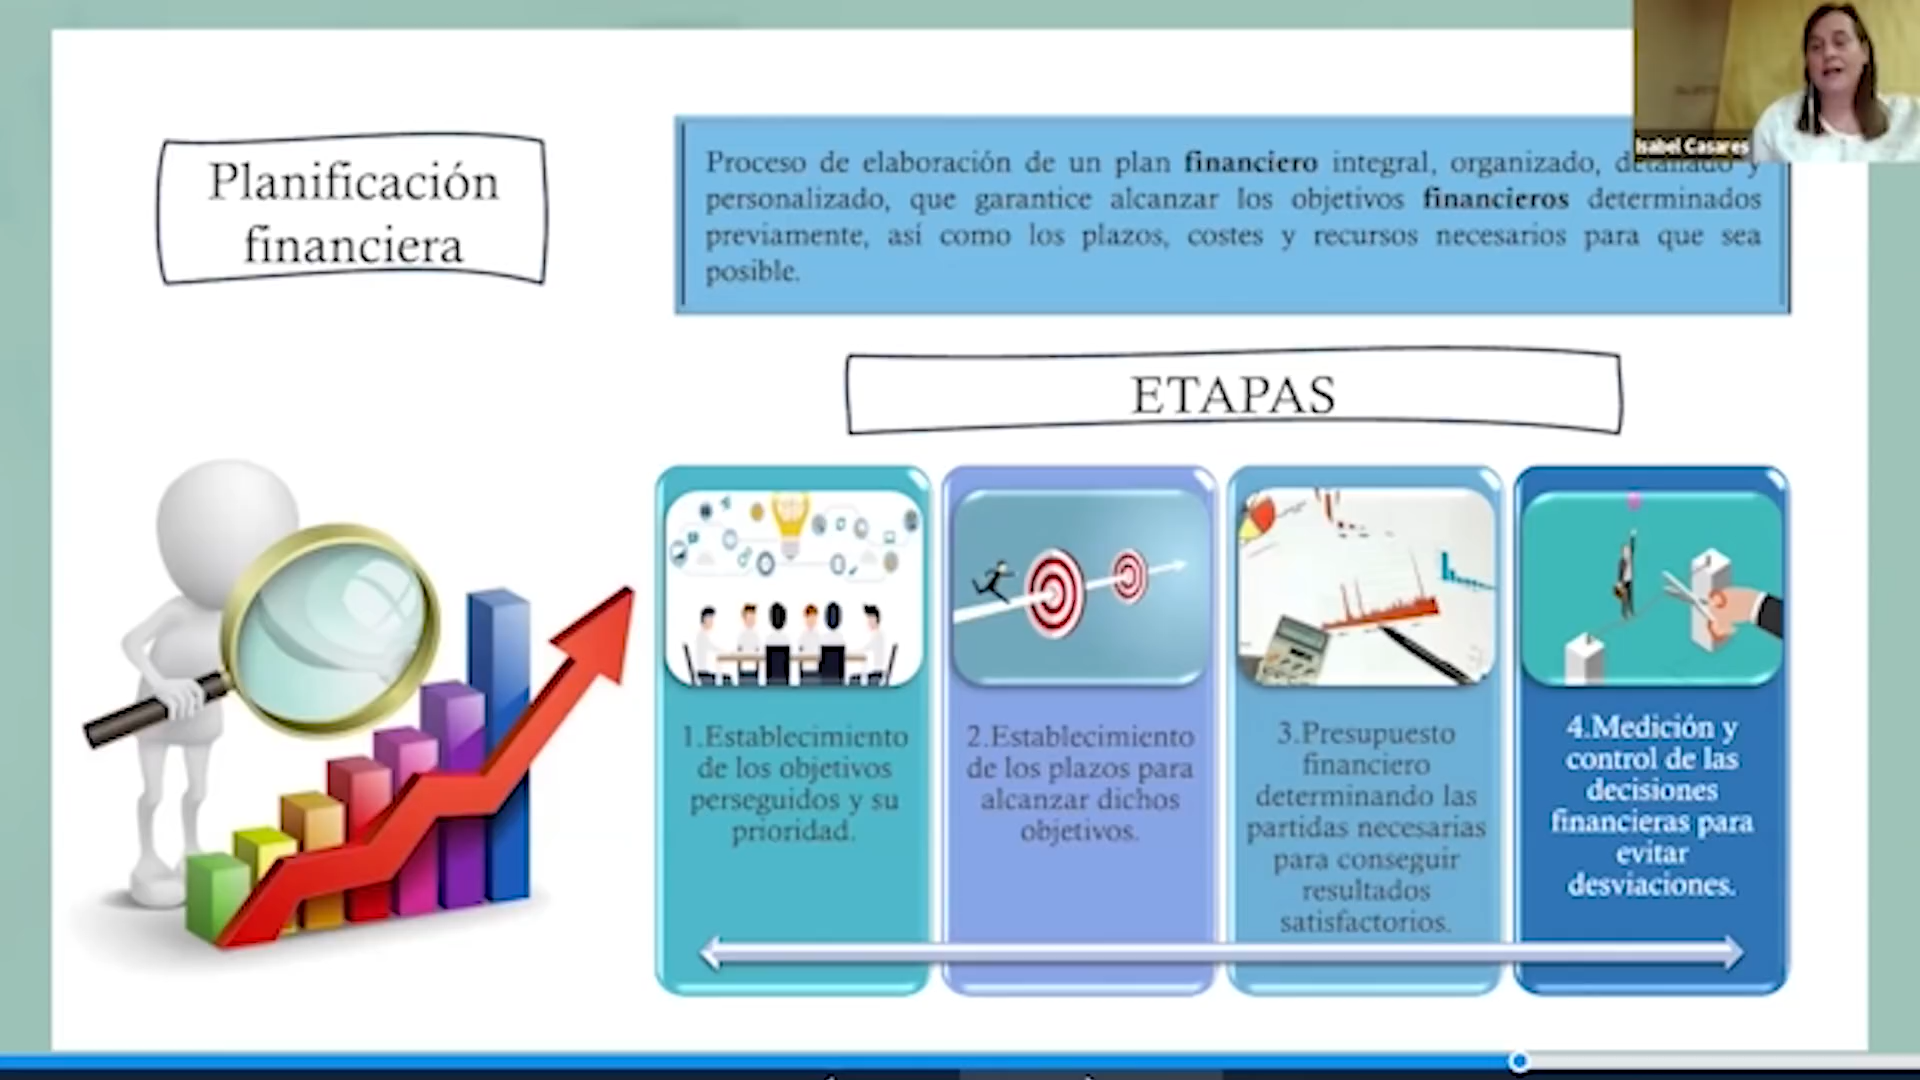 Isabel Casares
Planificación
financiera
Proceso de elaboración de un plan financiero integral, organizado, detallado y
personalizado, que garantice alcanzar los objetivos financieros determinados
previamente, así como los plazos, costes y recursos necesarios para que sea
posible.
ETAPAS
1.Establecimiento
de los objetivos
perseguidos y su
prioridad.
2.Establecimiento
de los plazos para
alcanzar dichos
objetivos.
3.Presupuesto
financiero
determinando las
partidas necesarias
para conseguir
resultados
satisfactorios.
4.Medición y
control de las
decisiones
financieras para
evitar
desviaciones.